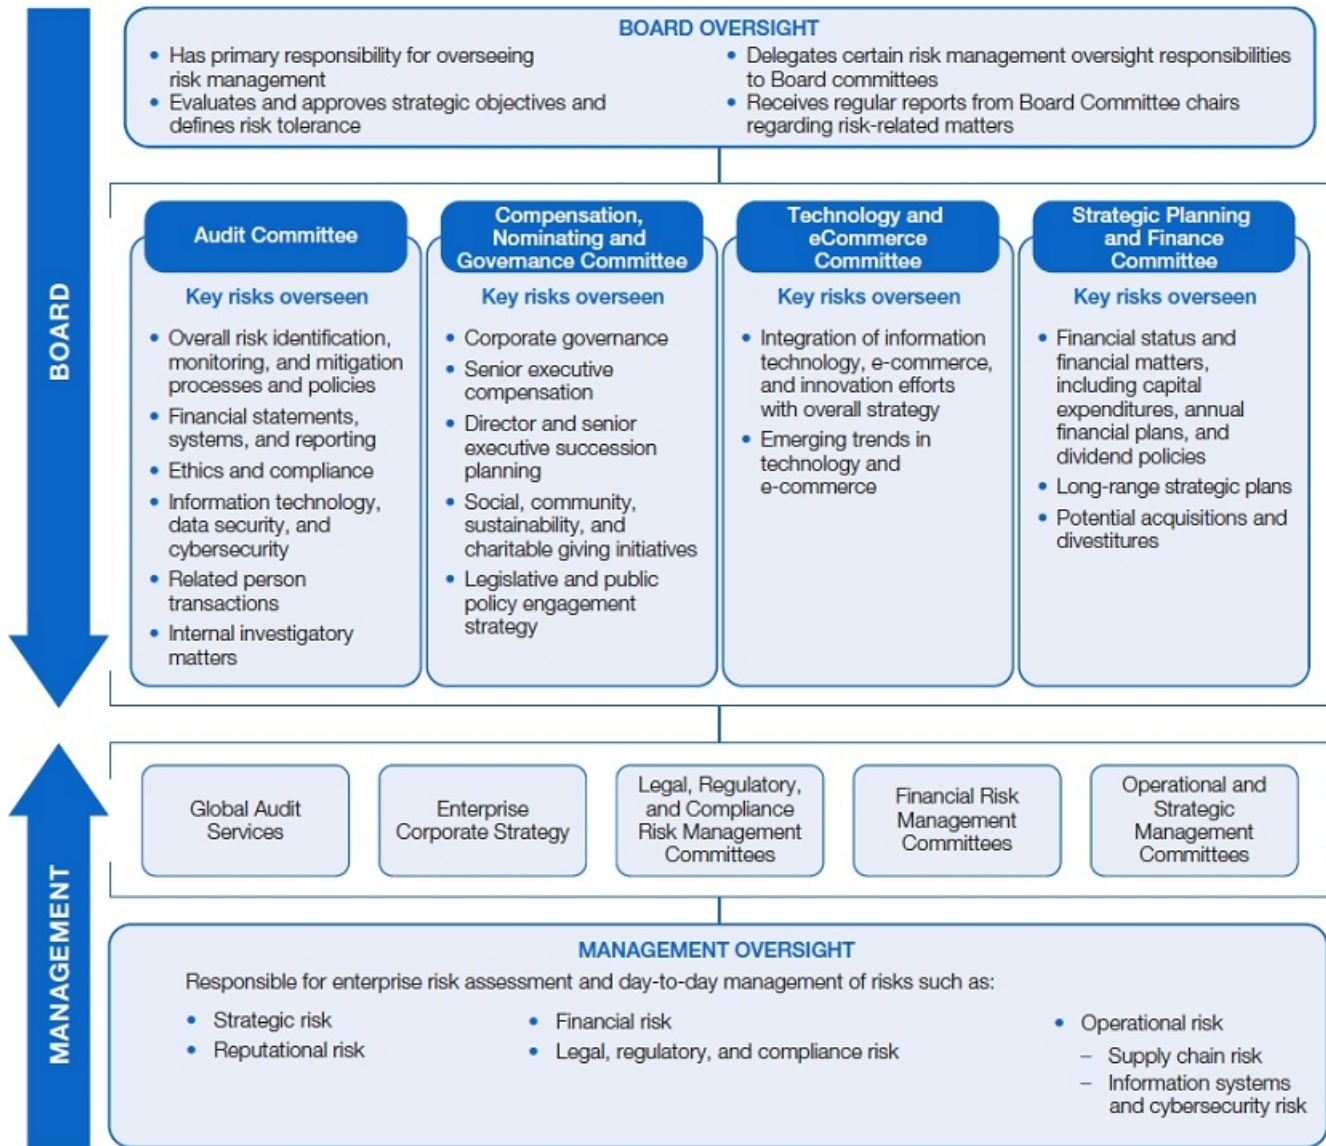 BOARD OVERSIGHT
• Has primary responsibility for overseeing
risk management
• Evaluates and approves strategic objectives and
defines risk tolerance
• Delegates certain risk management oversight responsibilities
to Board committees
• Receives regular reports from Board Committee chairs
regarding risk-related matters
BOARD
Audit Committee
Key risks overseen
• Overall risk identification,
monitoring, and mitigation
processes and policies
• Financial statements,
systems, and reporting
• Ethics and compliance
• Information technology,
data security, and
cybersecurity
• Related person
transactions
• Internal investigatory
matters
Compensation,
Nominating and
Governance Committee
Key risks overseen
• Corporate governance
• Senior executive
compensation
• Director and senior
executive succession
planning
• Social, community,
sustainability, and
charitable giving initiatives
• Legislative and public
policy engagement
strategy
Technology and
eCommerce
Committee
Key risks overseen
• Integration of information
technology, e-commerce,
and innovation efforts
with overall strategy
• Emerging trends in
technology and
e-commerce
Strategic Planning
and Finance
Committee
Key risks overseen
• Financial status and
financial matters,
including capital
expenditures, annual
financial plans, and
dividend policies
• Long-range strategic plans
• Potential acquisitions and
divestitures
MANAGEMENT
Global Audit
Services
Enterprise
Corporate Strategy
Legal, Regulatory,
and Compliance
Risk Management
Committees
Financial Risk
Management
Committees
Operational and
Strategic
Management
Committees
MANAGEMENT OVERSIGHT
Responsible for enterprise risk assessment and day-to-day management of risks such as:
• Strategic risk
• Reputational risk
• Financial risk
• Legal, regulatory, and compliance risk
• Operational risk
– Supply chain risk
– Information systems
and cybersecurity risk